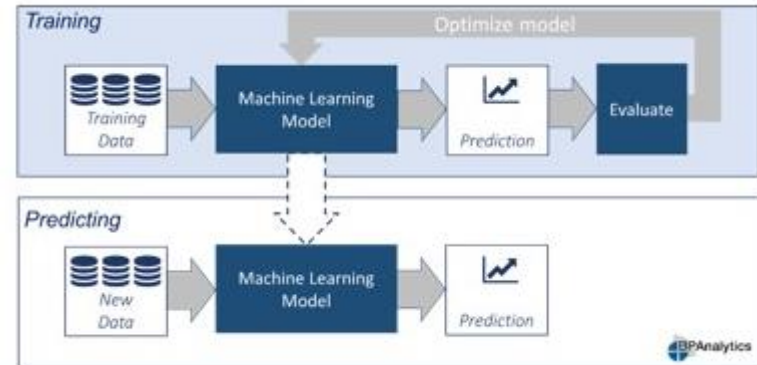 Training
Optimize model
Training
Data
Machine Learning
Model
Prediction
Evaluate
Predicting
New
Data
Machine Learning
Model
Prediction
BPAnalytics